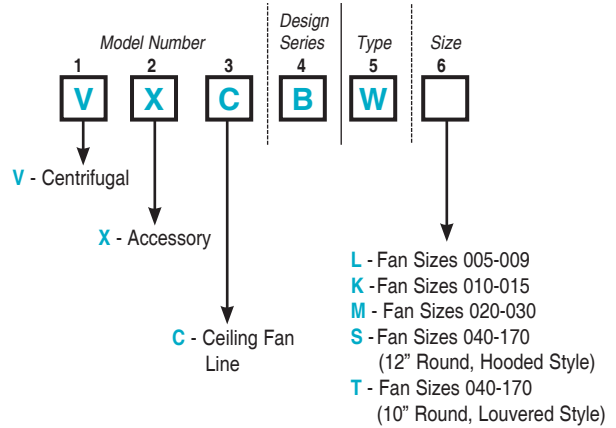 Design
Model Number Series Type Size
1 2 3 4 5 6
V X C B W
V - Centrifugal
X - Accessory
L - Fan Sizes 005-009
K - Fan Sizes 010-015
M - Fan Sizes 020-030
C - Ceiling Fan
Line
S - Fan Sizes 040-170
(12” Round, Hooded Style)
T - Fan Sizes 040-170
(10” Round, Louvered Style)